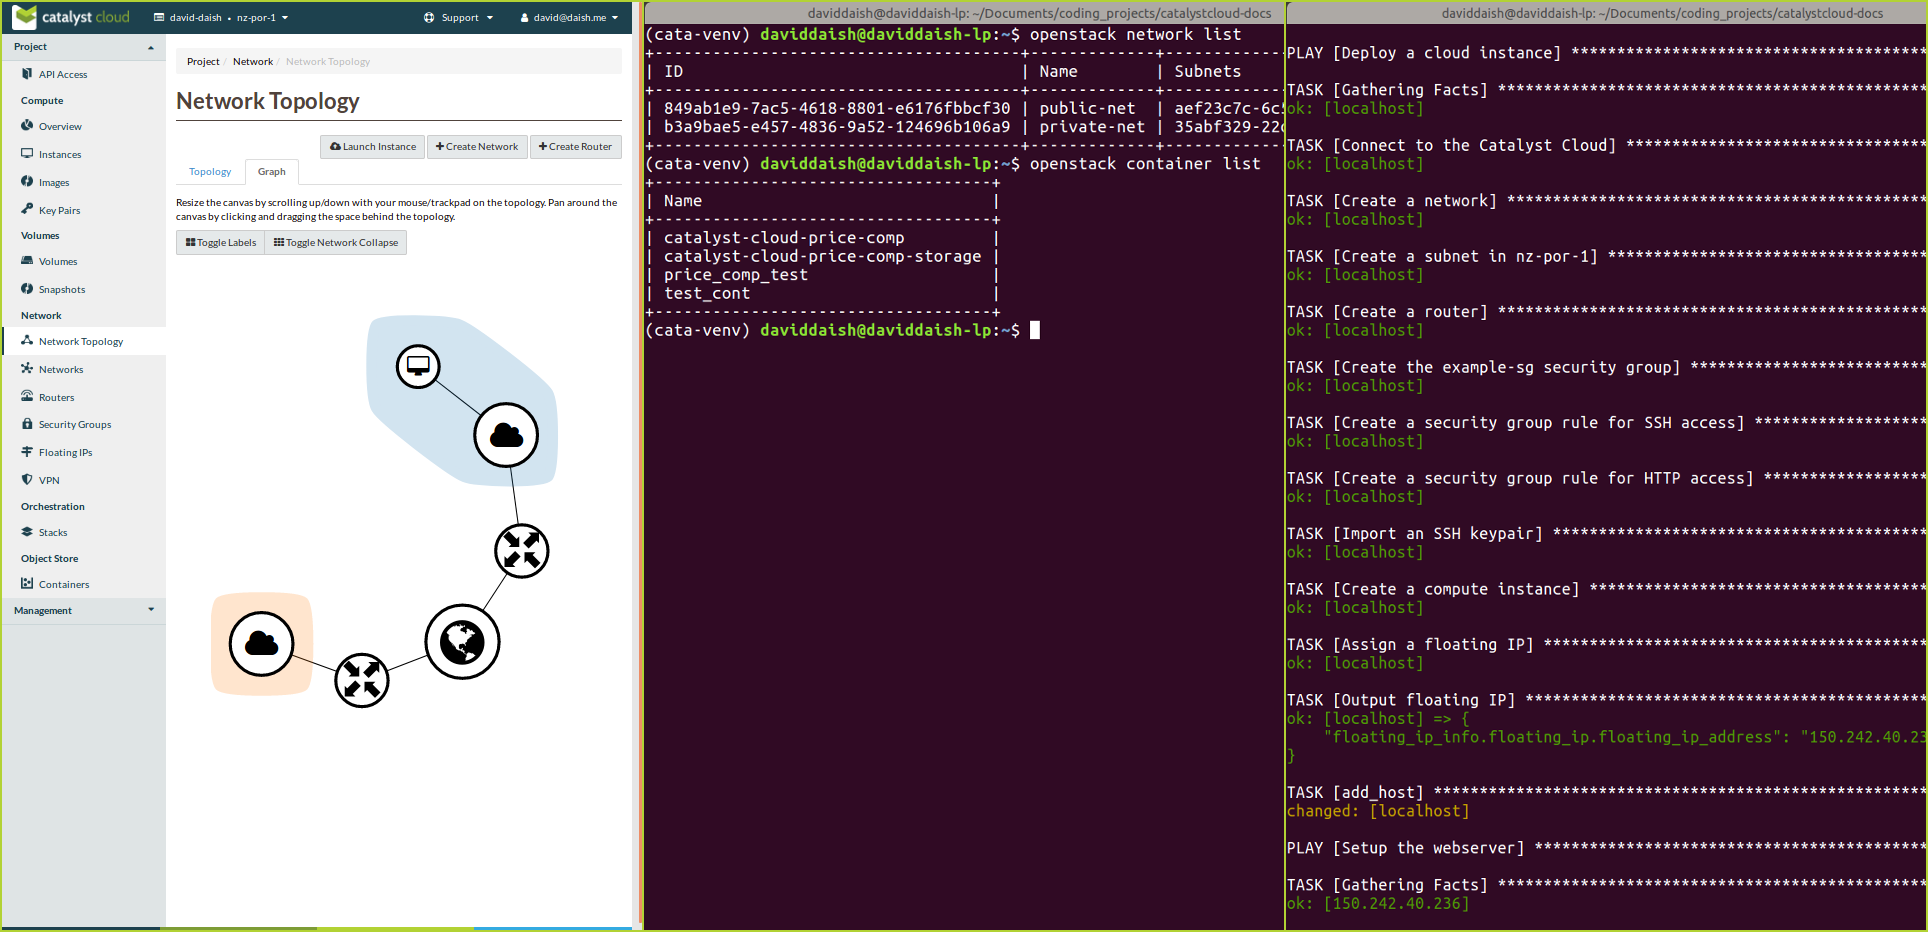 catalyst cloud
david-daish • nz-por-1
Support
david@daish.me
Project
API Access
Compute
Overview
Instances
Images
Key Pairs
Volumes
Volumes
Snapshots
Network
Network Topology
Networks
Routers
Security Groups
Floating IPs
VPN
Orchestration
Stacks
Object Store
Containers
Management
Project / Network / Network Topology
Network Topology
Launch Instance
+Create Network
+Create Router
Topology
Graph
Resize the canvas by scrolling up/down with your mouse/trackpad on the topology. Pan around the
canvas by clicking and dragging the space behind the topology.
Toggle Labels
Toggle Network Collapse
daviddaish@daviddaish-lp: ~/Documents/coding_projects/catalystcloud-docs
(cata-venv) daviddaish@daviddaish-lp:~$ openstack network list
+--------------------------------------+-------------+-------------
| ID | Name | Subnets
+--------------------------------------+-------------+-------------
| 849ab1e9-7ac5-4618-8801-e6176fbbcf30 | public-net | aef23c7c-6c5
| b3a9bae5-e457-4836-9a52-124696b106a9 | private-net | 35abf329-22c
+--------------------------------------+-------------+-------------
(cata-venv) daviddaish@daviddaish-lp:~$ openstack container list
+-----------------------------------+
| Name |
+-----------------------------------+
| catalyst-cloud-price-comp |
| catalyst-cloud-price-comp-storage |
| price_comp_test |
| test_cont |
+-----------------------------------+
(cata-venv) daviddaish@daviddaish-lp:~$
daviddaish@daviddaish-lp: ~/Documents/coding_projects/catalystcloud-docs
PLAY [Deploy a cloud instance] ***************************************
TASK [Gathering Facts] ***********************************************
ok: [localhost]
TASK [Connect to the Catalyst Cloud] *********************************
ok: [localhost]
TASK [Create a network] **********************************************
ok: [localhost]
TASK [Create a subnet in nz-por-1] ***********************************
ok: [localhost]
TASK [Create a router] ***********************************************
ok: [localhost]
TASK [Create the example-sg security group] **************************
ok: [localhost]
TASK [Create a security group rule for SSH access] *******************
ok: [localhost]
TASK [Create a security group rule for HTTP access] ******************
ok: [localhost]
TASK [Import an SSH keypair] *****************************************
ok: [localhost]
TASK [Create a compute instance] *************************************
ok: [localhost]
TASK [Assign a floating IP] ******************************************
ok: [localhost]
TASK [Output floating IP] ********************************************
ok: [localhost] => {
"floating_ip_info.floating_ip.floating_ip_address": "150.242.40.23
}
TASK [add_host] ******************************************************
changed: [localhost]
PLAY [Setup the webserver] *******************************************
TASK [Gathering Facts] ***********************************************
ok: [150.242.40.236]